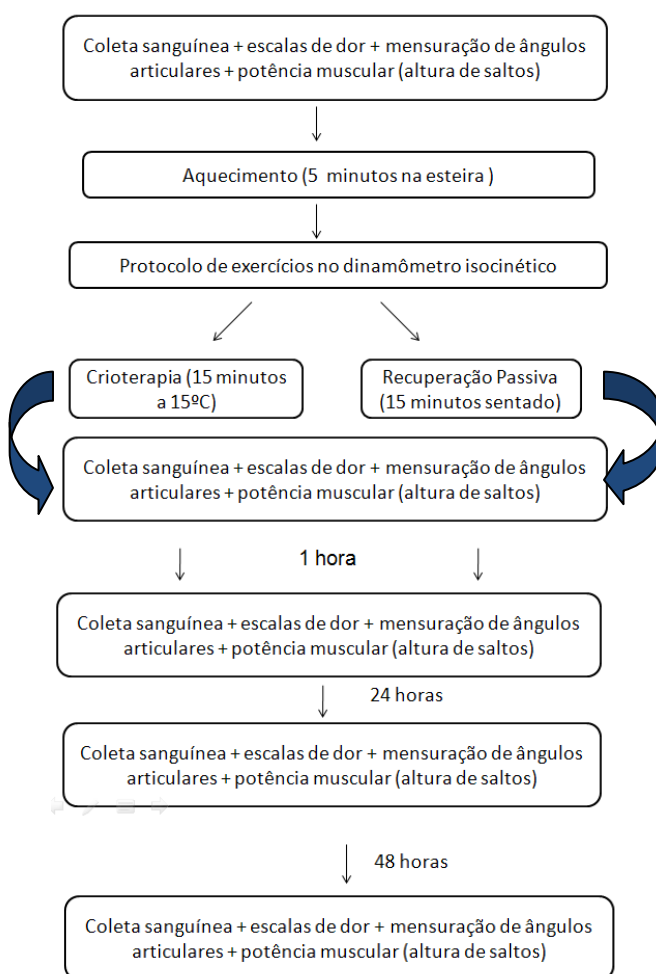 Coleta sanguínea + escalas de dor + mensuração de ângulos
articulares + potência muscular (altura de saltos)
Aquecimento (5 minutos na esteira )
Protocolo de exercícios no dinamômetro isocinético
Crioterapia (15 minutos
a 15ºC)
Recuperação Passiva
(15 minutos sentado)
Coleta sanguínea + escalas de dor + mensuração de ângulos
articulares + potência muscular (altura de saltos)
1 hora
Coleta sanguínea + escalas de dor + mensuração de ângulos
articulares + potência muscular (altura de saltos)
24 horas
Coleta sanguínea + escalas de dor + mensuração de ângulos
articulares + potência muscular (altura de saltos)
48 horas
Coleta sanguínea + escalas de dor + mensuração de ângulos
articulares + potência muscular (altura de saltos)